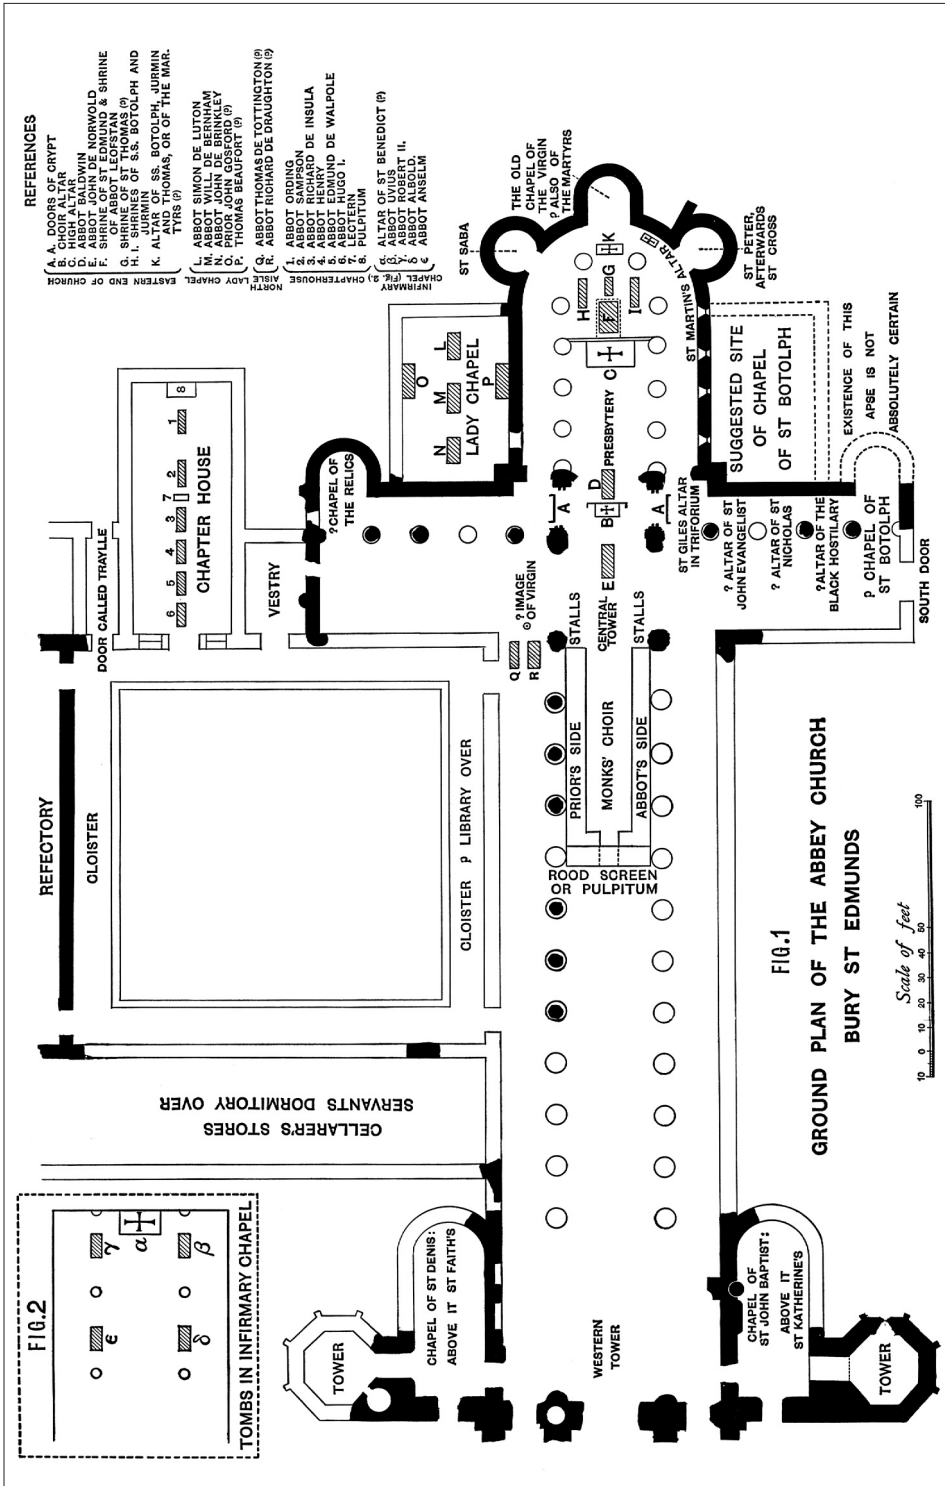 REFERENCES
A. A. DOORS OF CRYPT
B. CHOIR ALTAR
C. HIGH ALTAR
D. ABBOT BALDWIN
E. ABBOT JOHN DE NORWOLD
F. SHRINE OF ST EDMUND & SHRINE
OF ABBOT LEOFSTAN
G. SHRINE OF ST THOMAS (?)
H. I. SHRINES OF S.S. BOTOLPH AND
JURMIN
K. ALTAR OF SS. BOTOLPH, JURMIN
AND THOMAS, OR OF THE MAR-
TYRS (?)
EASTERN END OF CHURCH
L. ABBOT SIMON DE LUTON
M. ABBOT WILL DE BERNHAM
N. ABBOT JOHN DE BRINKLEY
O. PRIOR JOHN GOSFORD (?)
P. THOMAS BEAUFORT (?)
LADY CHAPEL
Q. ABBOT THOMAS DE TOTTINGTON (?)
R. ABBOT RICHARD DE DRAUGHTON (?)
NORTH
AISLE
1. ABBOT ORDING
2. ABBOT SAMPSON
3. ABBOT RICHARD DE INSULA
4. ABBOT HENRY
5. ABBOT EDMUND DE WALPOLE
6. ABBOT HUGO I.
7. LECTERN
8. PULPITUM
CHAPTERHOUSE
α. ALTAR OF ST BENEDICT (?)
β. ABBOT UVIUS
γ. ABBOT ROBERT II.
δ ABBOT ALBOLD.
ε ABBOT ANSELM
INFIRMARY
CHAPEL (Fig 2.)
REFECTORY
CLOISTER
DOOR CALLED TRAYLLE
CHAPTER HOUSE
6
5
4
3
7
2
1
8
VESTRY
? CHAPEL OF
THE RELICS
O
N
M
L
P
LADY CHAPEL
ST SABA
THE OLD
CHAPEL OF
THE VIRGIN
? ALSO OF
THE MARTYRS
ST PETER,
AFTERWARDS
ST CROSS
ST MARTIN'S ALTAR
H
F
G
K
I
C
PRESBYTERY
D
B
A
A
E
CENTRAL
TOWER
STALLS
STALLS
? IMAGE
OF VIRGIN
Q
R
ST GILES ALTAR
IN TRIFORIUM
? ALTAR OF ST
JOHN EVANGELIST
? ALTAR OF ST
NICHOLAS
? ALTAR OF THE
BLACK HOSTILARY
? CHAPEL OF
ST BOTOLPH
SOUTH DOOR
SUGGESTED SITE
OF CHAPEL
OF ST BOTOLPH
EXISTENCE OF THIS
APSE IS NOT
ABSOLUTELY CERTAIN
PRIOR'S SIDE
MONKS' CHOIR
ABBOT'S SIDE
ROOD SCREEN
OR PULPITUM
CLOISTER ? LIBRARY OVER
CELLARER'S STORES
SERVANTS DORMITORY OVER
FIG.2
γ
α
β
ε
δ
TOMBS IN INFIRMARY CHAPEL
TOWER
CHAPEL OF ST DENIS:
ABOVE IT ST FAITH'S
WESTERN
TOWER
CHAPEL OF
ST JOHN BAPTIST:
ABOVE IT
ST KATHERINE'S
TOWER
FIG.1
GROUND PLAN OF THE ABBEY CHURCH
BURY ST EDMUNDS
Scale of feet
10 0 10 20 30 40 50 100